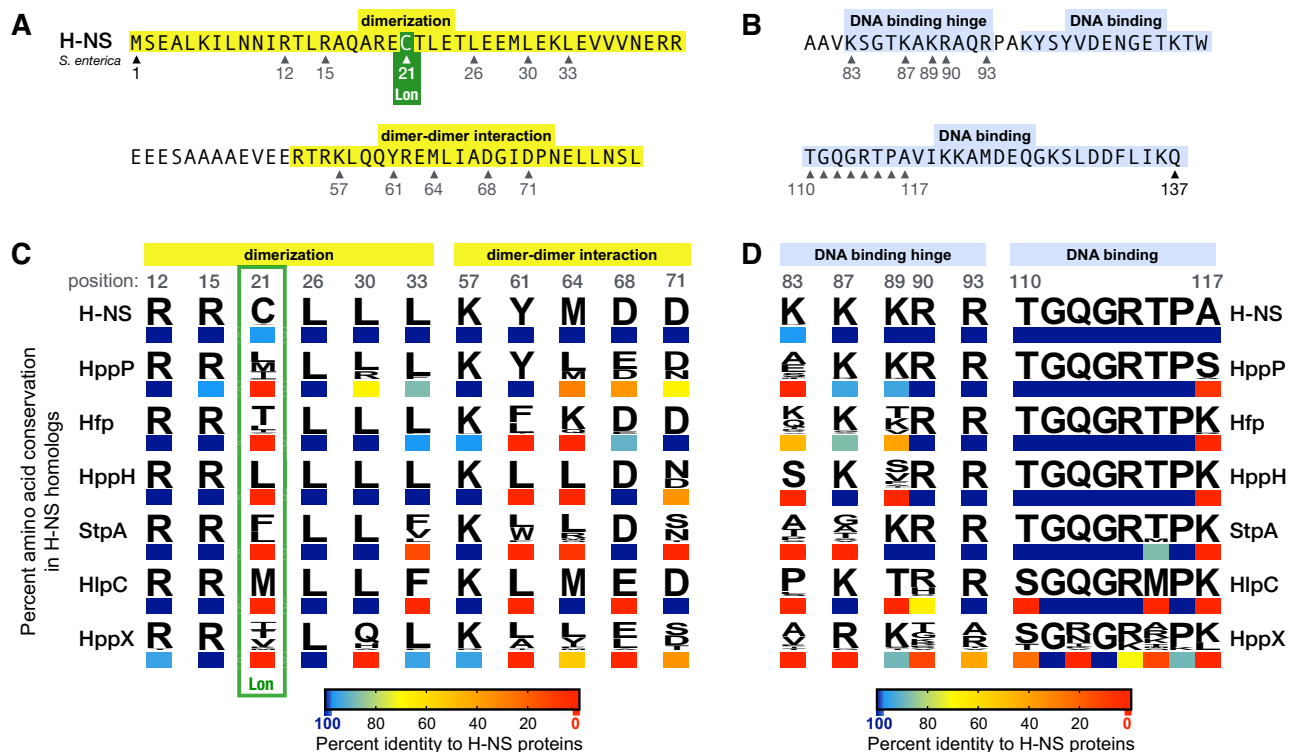 A
dimerization
H-NS
MSEALKILNNIRTLRAQARECTLETLEEMLEKLEVVVNERR
S. enterica
1 12 15 21 26 30 33
Lon
dimer-dimer interaction
EEESAAAAEVEERTRKLQQYREMLIADGIDPNELLNSL
57 61 64 68 71
B
DNA binding hinge DNA binding
AAVKSGTKAKRAQRPAKYSYVDENGETKTW
83 87 89 90 93
DNA binding
TGQGRTPAVIKKAMDEQGKSLDDFLIKQ
110 117 137
C
dimerization dimer-dimer interaction
position: 12 15 21 26 30 33 57 61 64 68 71
Percent amino acid conservation
in H-NS homologs
H-NS R R C L L L K Y M D D
HppP R R L M L L R L K Y L M E D N
Hfp R R T L L L K F L K D D
HppH R R L L L L K L L D N D
StpA R R F L L L F V K L W L D S N
HlpC R R M L L F K L M E D
HppX R R L Q L K L A E S
Lon
100 80 60 40 20 0
Percent identity to H-NS proteins
D
DNA binding hinge DNA binding
83 87 89 90 93 110 117
K K K R R TGQGRTPA H-NS
A E K K R R TGQGRTPS HppP
K Q K T K R R TGQGRTPK Hfp
S K S R R TGQGRTPK HppH
A G A K R R TGQGRTPK StpA
P K T R R SGQGRMPK HlpC
A V R K A R G P HppX
100 80 60 40 20 0
Percent identity to H-NS proteins